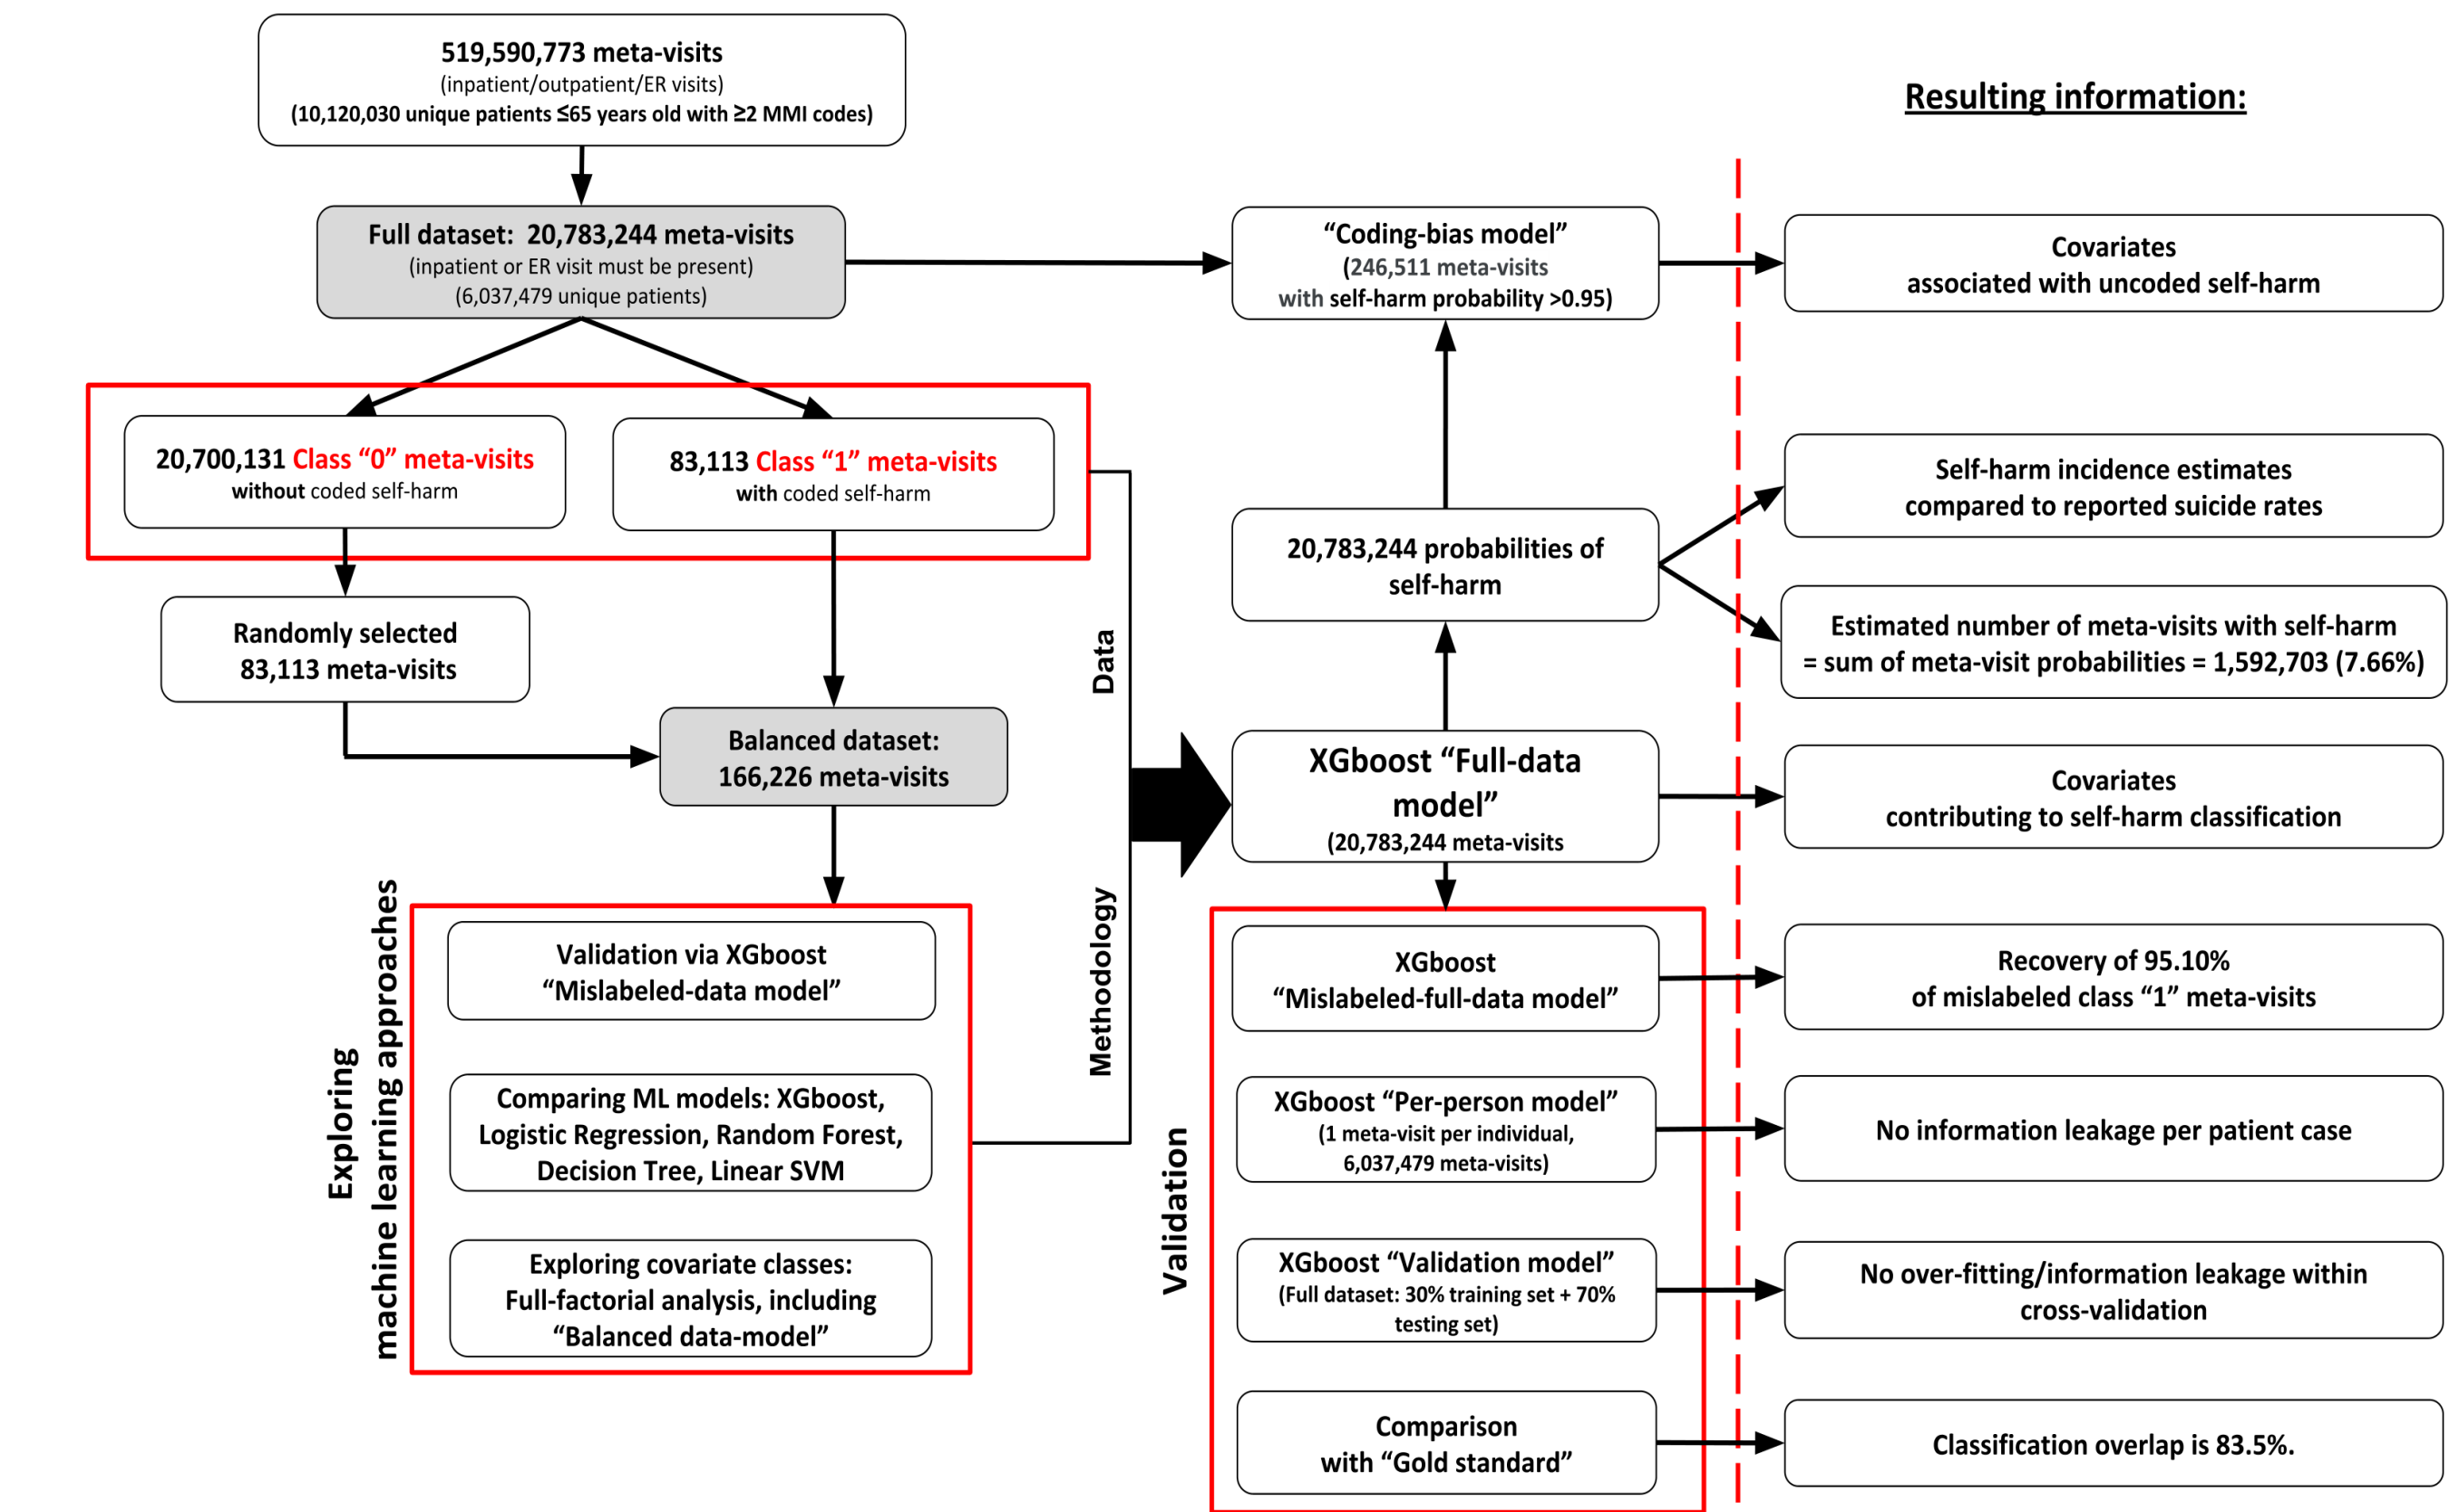 519,590,773 meta-visits
(inpatient/outpatient/ER visits)
(10,120,030 unique patients ≤65 years old with ≥2 MMI codes)
Full dataset: 20,783,244 meta-visits
(inpatient or ER visit must be present)
(6,037,479 unique patients)
20,700,131 Class “0” meta-visits
without coded self-harm
83,113 Class “1” meta-visits
with coded self-harm
Randomly selected
83,113 meta-visits
Balanced dataset:
166,226 meta-visits
Exploring
machine learning approaches
Validation via XGboost
“Mislabeled-data model”
Comparing ML models: XGboost,
Logistic Regression, Random Forest,
Decision Tree, Linear SVM
Exploring covariate classes:
Full-factorial analysis, including
“Balanced data-model”
Data
Methodology
“Coding-bias model”
(246,511 meta-visits
with self-harm probability >0.95)
20,783,244 probabilities of
self-harm
XGboost “Full-data
model”
(20,783,244 meta-visits
Validation
XGboost
“Mislabeled-full-data model”
XGboost “Per-person model”
(1 meta-visit per individual,
6,037,479 meta-visits)
XGboost “Validation model”
(Full dataset: 30% training set + 70%
testing set)
Comparison
with “Gold standard”
Resulting information:
Covariates
associated with uncoded self-harm
Self-harm incidence estimates
compared to reported suicide rates
Estimated number of meta-visits with self-harm
= sum of meta-visit probabilities = 1,592,703 (7.66%)
Covariates
contributing to self-harm classification
Recovery of 95.10%
of mislabeled class “1” meta-visits
No information leakage per patient case
No over-fitting/information leakage within
cross-validation
Classification overlap is 83.5%.